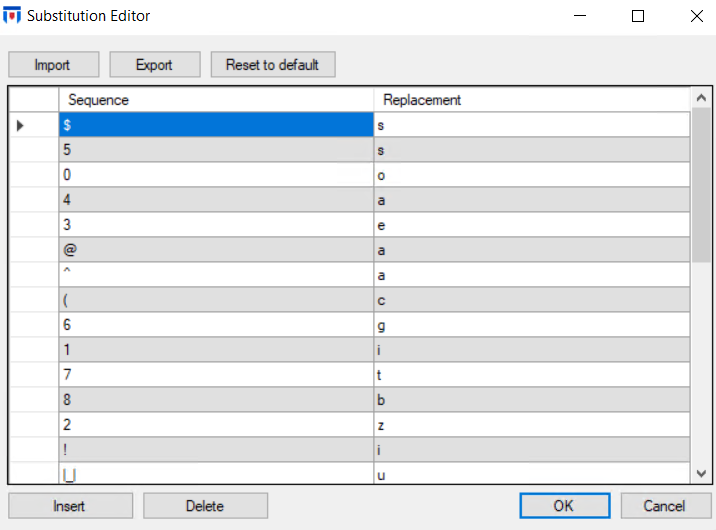 Substitution Editor
Import Export Reset to default
Sequence Replacement
$ s
5 s
0 o
4 a
3 e
@ a
^ a
( c
6 g
1 i
7 t
8 b
2 z
! i
|_| u
Insert Delete OK Cancel